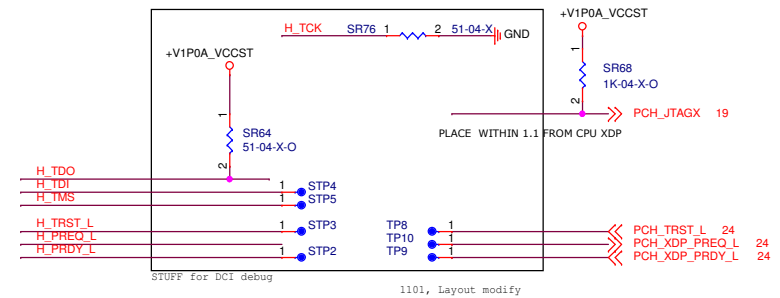 +V1P0A_VCCST
H_TCK SR76 1 2 51-04-X GND
+V1P0A_VCCST
1
SR68
1K-04-X-O
2
PCH_JTAGX 19
PLACE WITHIN 1.1 FROM CPU XDP
1
SR64
51-04-X-O
2
H_TDO
H_TDI 1 STP4
H_TMS 1 STP5
H_TRST_L 1 STP3 TP8 1 PCH_TRST_L 24
H_PREQ_L TP10 1 PCH_XDP_PREQ_L 24
H_PRDY_L 1 STP2 TP9 1 PCH_XDP_PRDY_L 24
STUFF for DCI debug
1101, Layout modify